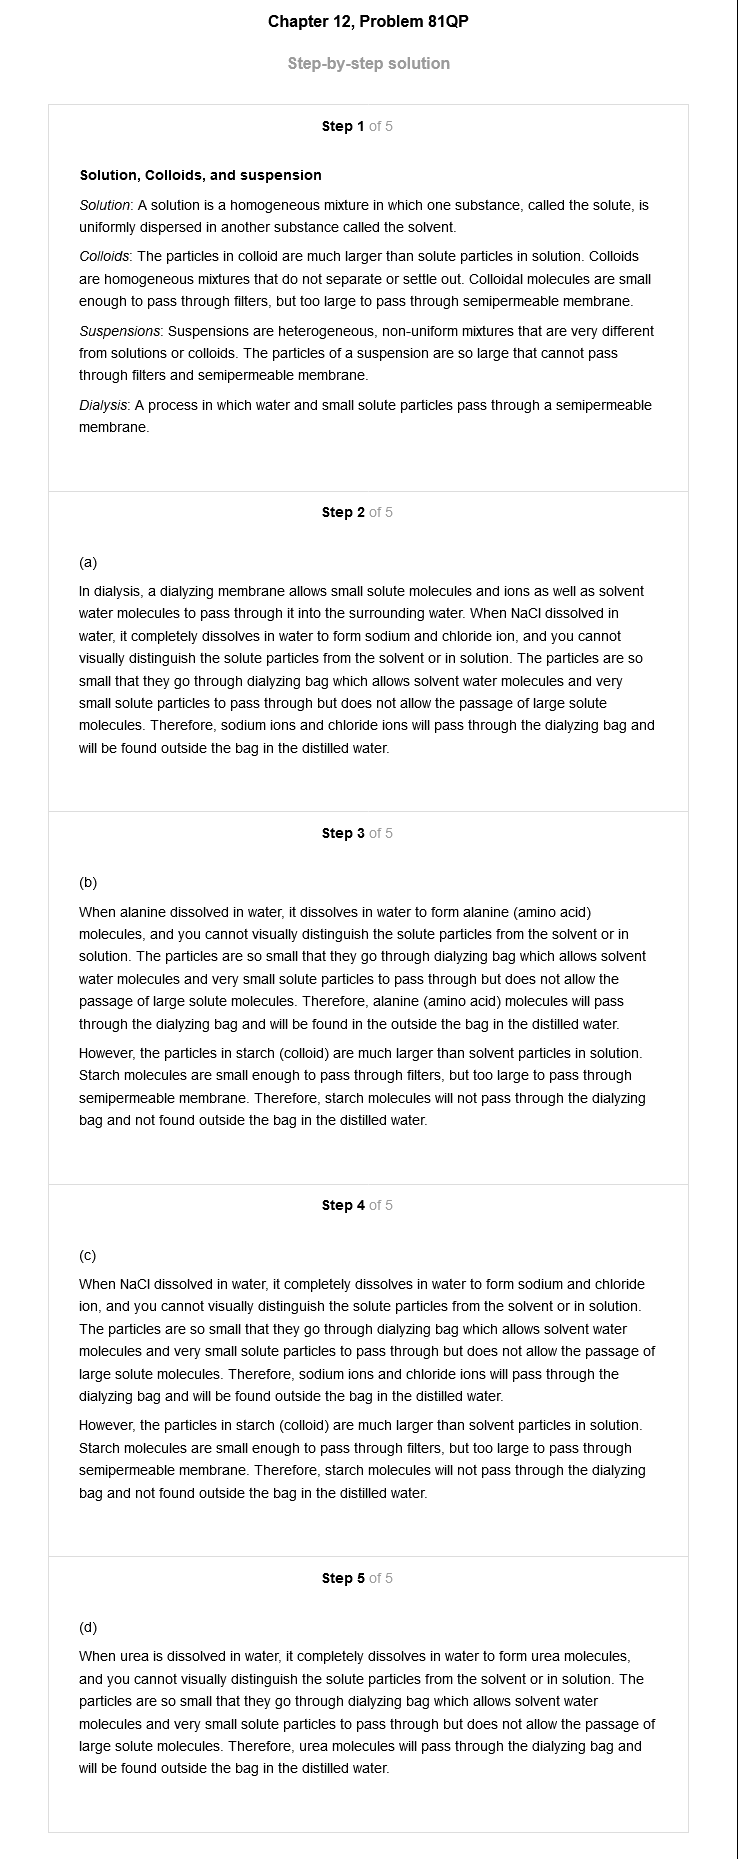 Chapter 12, Problem 81QP
Step-by-step solution
Step 1 of 5
Solution, Colloids, and suspension
Solution: A solution is a homogeneous mixture in which one substance, called the solute, is
uniformly dispersed in another substance called the solvent.
Colloids: The particles in colloid are much larger than solute particles in solution. Colloids
are homogeneous mixtures that do not separate or settle out. Colloidal molecules are small
enough to pass through filters, but too large to pass through semipermeable membrane.
Suspensions: Suspensions are heterogeneous, non-uniform mixtures that are very different
from solutions or colloids. The particles of a suspension are so large that cannot pass
through filters and semipermeable membrane.
Dialysis: A process in which water and small solute particles pass through a semipermeable
membrane.
Step 2 of 5
(a)
In dialysis, a dialyzing membrane allows small solute molecules and ions as well as solvent
water molecules to pass through it into the surrounding water. When NaCl dissolved in
water, it completely dissolves in water to form sodium and chloride ion, and you cannot
visually distinguish the solute particles from the solvent or in solution. The particles are so
small that they go through dialyzing bag which allows solvent water molecules and very
small solute particles to pass through but does not allow the passage of large solute
molecules. Therefore, sodium ions and chloride ions will pass through the dialyzing bag and
will be found outside the bag in the distilled water.
Step 3 of 5
(b)
When alanine dissolved in water, it dissolves in water to form alanine (amino acid)
molecules, and you cannot visually distinguish the solute particles from the solvent or in
solution. The particles are so small that they go through dialyzing bag which allows solvent
water molecules and very small solute particles to pass through but does not allow the
passage of large solute molecules. Therefore, alanine (amino acid) molecules will pass
through the dialyzing bag and will be found in the outside the bag in the distilled water.
However, the particles in starch (colloid) are much larger than solvent particles in solution.
Starch molecules are small enough to pass through filters, but too large to pass through
semipermeable membrane. Therefore, starch molecules will not pass through the dialyzing
bag and not found outside the bag in the distilled water.
Step 4 of 5
(c)
When NaCl dissolved in water, it completely dissolves in water to form sodium and chloride
ion, and you cannot visually distinguish the solute particles from the solvent or in solution.
The particles are so small that they go through dialyzing bag which allows solvent water
molecules and very small solute particles to pass through but does not allow the passage of
large solute molecules. Therefore, sodium ions and chloride ions will pass through the
dialyzing bag and will be found outside the bag in the distilled water.
However, the particles in starch (colloid) are much larger than solvent particles in solution.
Starch molecules are small enough to pass through filters, but too large to pass through
semipermeable membrane. Therefore, starch molecules will not pass through the dialyzing
bag and not found outside the bag in the distilled water.
Step 5 of 5
(d)
When urea is dissolved in water, it completely dissolves in water to form urea molecules,
and you cannot visually distinguish the solute particles from the solvent or in solution. The
particles are so small that they go through dialyzing bag which allows solvent water
molecules and very small solute particles to pass through but does not allow the passage of
large solute molecules. Therefore, urea molecules will pass through the dialyzing bag and
will be found outside the bag in the distilled water.